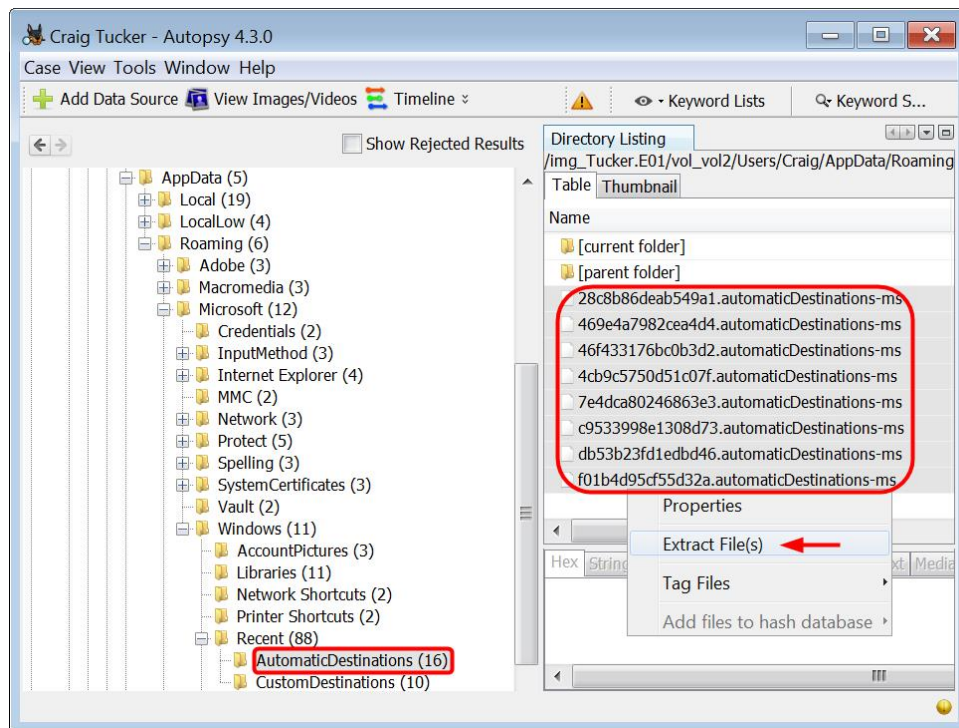 Craig Tucker - Autopsy 4.3.0
Case View Tools Window Help
Add Data Source View Images/Videos Timeline
Keyword Lists
Keyword S...
Show Rejected Results
AppData (5)
Local (19)
LocalLow (4)
Roaming (6)
Adobe (3)
Macromedia (3)
Microsoft (12)
Credentials (2)
InputMethod (3)
Internet Explorer (4)
MMC (2)
Network (3)
Protect (5)
Spelling (3)
SystemCertificates (3)
Vault (2)
Windows (11)
AccountPictures (3)
Libraries (11)
Network Shortcuts (2)
Printer Shortcuts (2)
Recent (88)
AutomaticDestinations (16)
CustomDestinations (10)
Directory Listing
/img_Tucker.E01/vol_vol2/Users/Craig/AppData/Roaming
Table Thumbnail
Name
[current folder]
[parent folder]
28c8b86deab549a1.automaticDestinations-ms
469e4a7982cea4d4.automaticDestinations-ms
46f433176bc0b3d2.automaticDestinations-ms
4cb9c5750d51c07f.automaticDestinations-ms
7e4dca80246863e3.automaticDestinations-ms
c9533998e1308d73.automaticDestinations-ms
db53b23fd1edbd46.automaticDestinations-ms
f01b4d95cf55d32a.automaticDestinations-ms
Properties
Extract File(s)
Tag Files
Add files to hash database
Hex